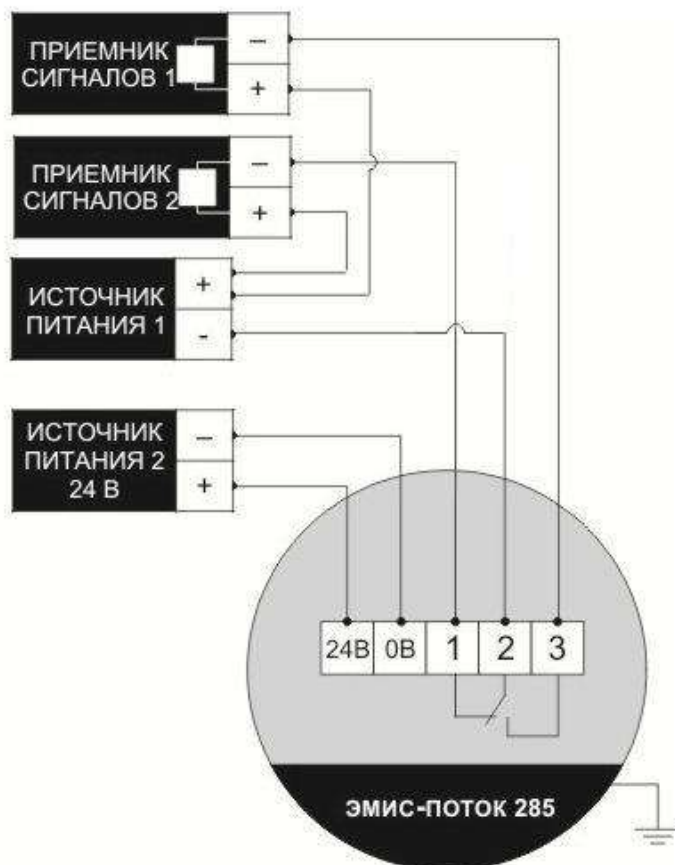 ПРИЕМНИК
СИГНАЛОВ 1
–
+
ПРИЕМНИК
СИГНАЛОВ 2
–
+
ИСТОЧНИК
ПИТАНИЯ 1
+
-
ИСТОЧНИК
ПИТАНИЯ 2
24 В
–
+
24В 0В 1 2 3
ЭМИС-ПОТОК 285